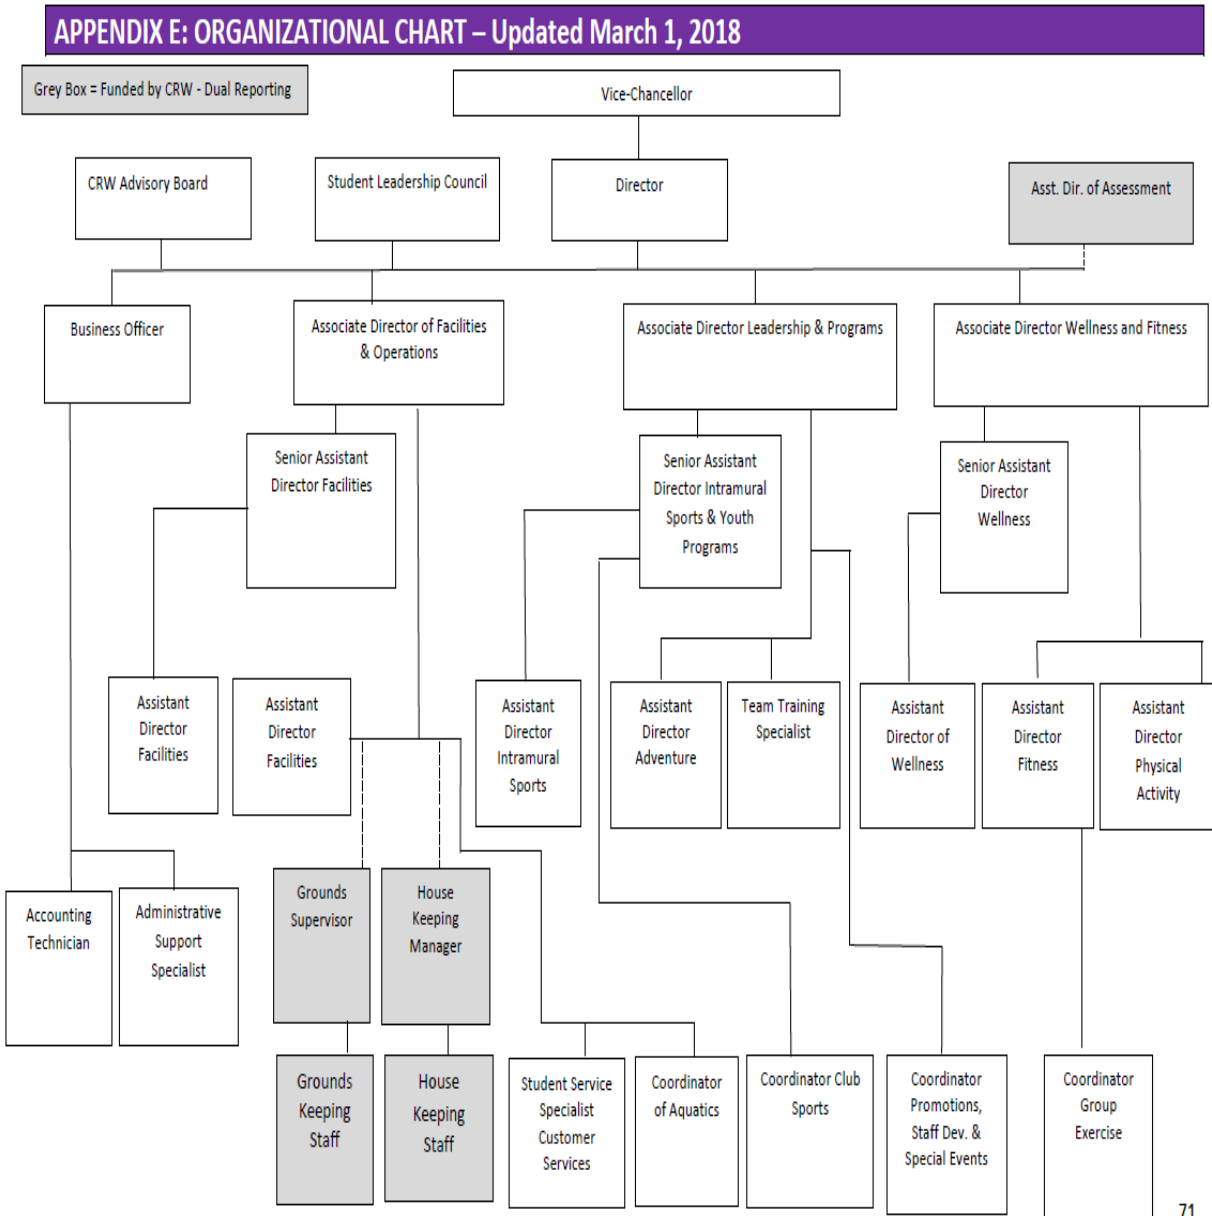 APPENDIX E: ORGANIZATIONAL CHART – Updated March 1, 2018
Grey Box = Funded by CRW - Dual Reporting
Vice-Chancellor
CRW Advisory Board
Student Leadership Council
Director
Asst. Dir. of Assessment
Business Officer
Associate Director of Facilities
& Operations
Associate Director Leadership & Programs
Associate Director Wellness and Fitness
Senior Assistant
Director Facilities
Senior Assistant
Director Intramural
Sports & Youth
Programs
Senior Assistant
Director
Wellness
Assistant
Director
Facilities
Assistant
Director
Facilities
Assistant
Director
Intramural
Sports
Assistant
Director
Adventure
Team Training
Specialist
Assistant
Director of
Wellness
Assistant
Director
Fitness
Assistant
Director
Physical
Activity
Accounting
Technician
Administrative
Support
Specialist
Grounds
Supervisor
House
Keeping
Manager
Grounds
Keeping
Staff
House
Keeping
Staff
Student Service
Specialist
Customer
Services
Coordinator
of Aquatics
Coordinator Club
Sports
Coordinator
Promotions,
Staff Dev. &
Special Events
Coordinator
Group
Exercise
71